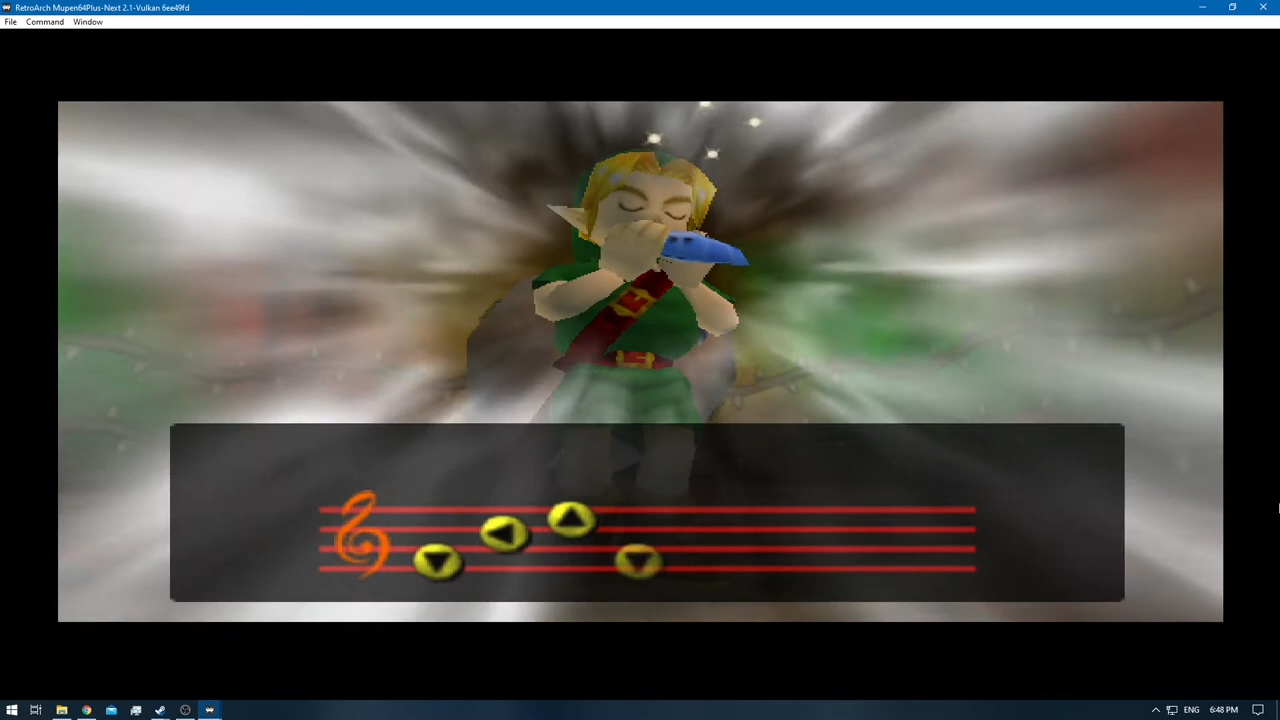 RetroArch Mupen64Plus-Next 2.1-Vulkan 6ee49fd
File Command Window
ENG 6:48 PM